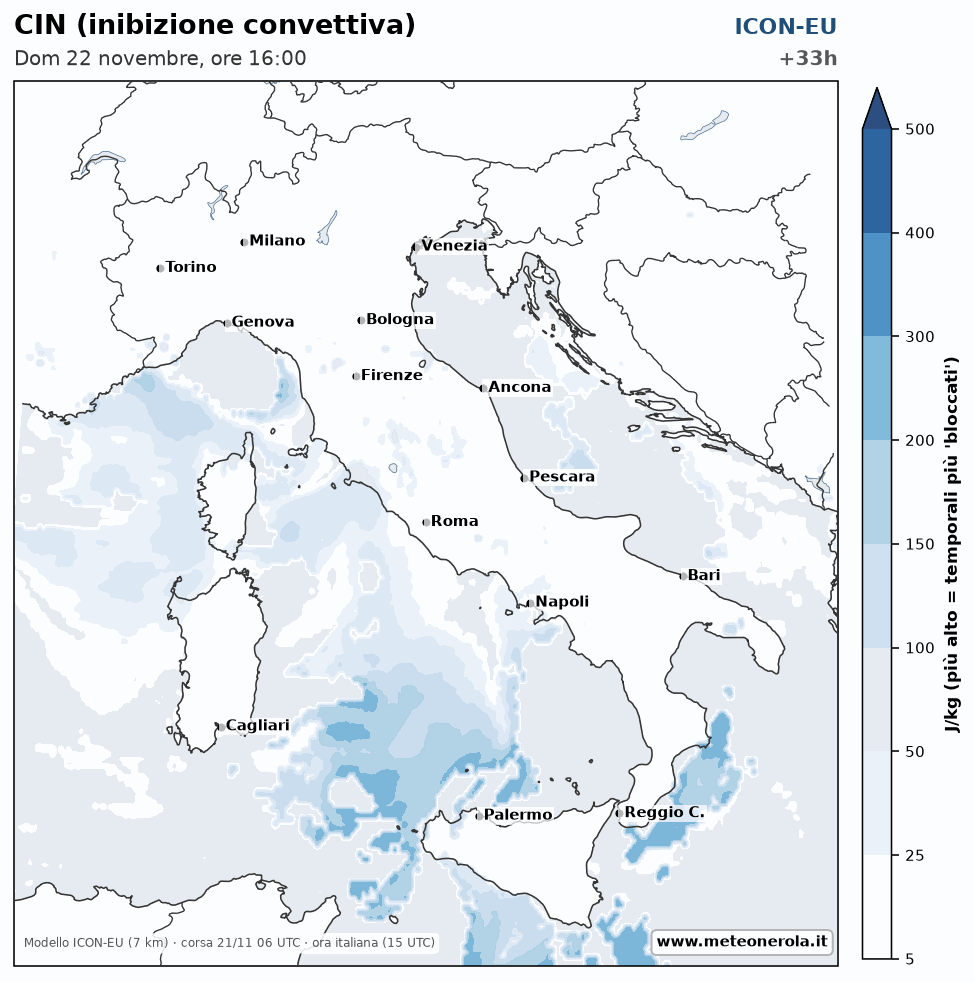 CIN (inibizione convettiva)
ICON-EU
Dom 22 novembre, ore 16:00
+33h
Milano
Venezia
Torino
Genova
Bologna
Firenze
Ancona
Pescara
Roma
Bari
Napoli
Cagliari
Palermo
Reggio C.
500
400
300
200
150
100
50
25
5
J/kg (più alto = temporali più 'bloccati')
Modello ICON-EU (7 km) · corsa 21/11 06 UTC · ora italiana (15 UTC)
www.meteonerola.it